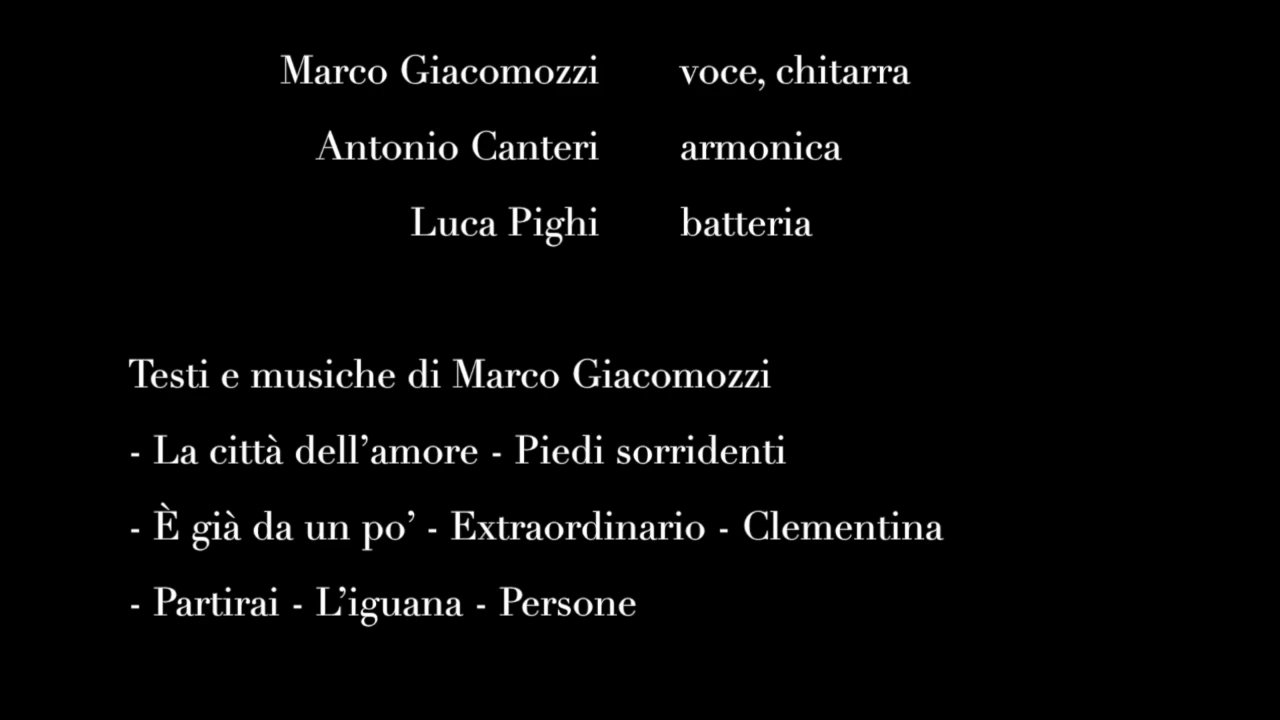 Marco Giacomozzi voce, chitarra
Antonio Canteri armonica
Luca Pighi batteria
Testi e musiche di Marco Giacomozzi
- La città dell’amore - Piedi sorridenti
- È già da un po’ - Extraordinario - Clementina
- Partirai - L’iguana - Persone